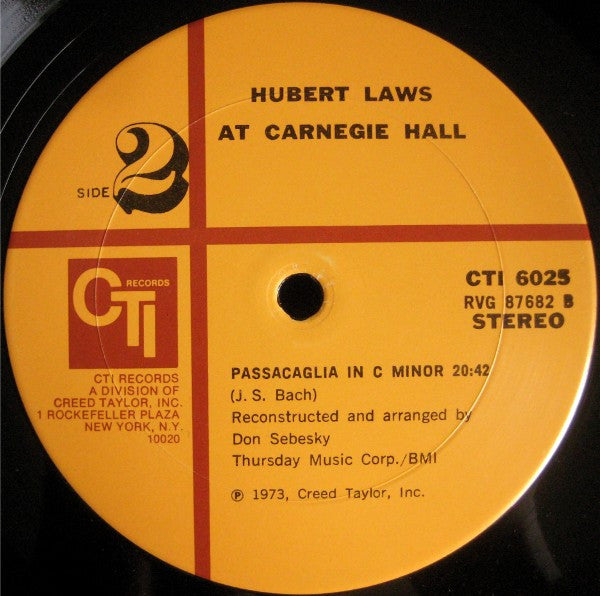 HUBERT LAWS
AT CARNEGIE HALL
SIDE 2
CTI RECORDS
CTI RECORDS
A DIVISION OF
CREED TAYLOR, INC.
1 ROCKEFELLER PLAZA
NEW YORK, N.Y.
10020
CTI 6025
RVG 87682 B
STEREO
PASSACAGLIA IN C MINOR 20:42
(J. S. Bach)
Reconstructed and arranged by
Don Sebesky
Thursday Music Corp./BMI
℗ 1973, Creed Taylor, Inc.